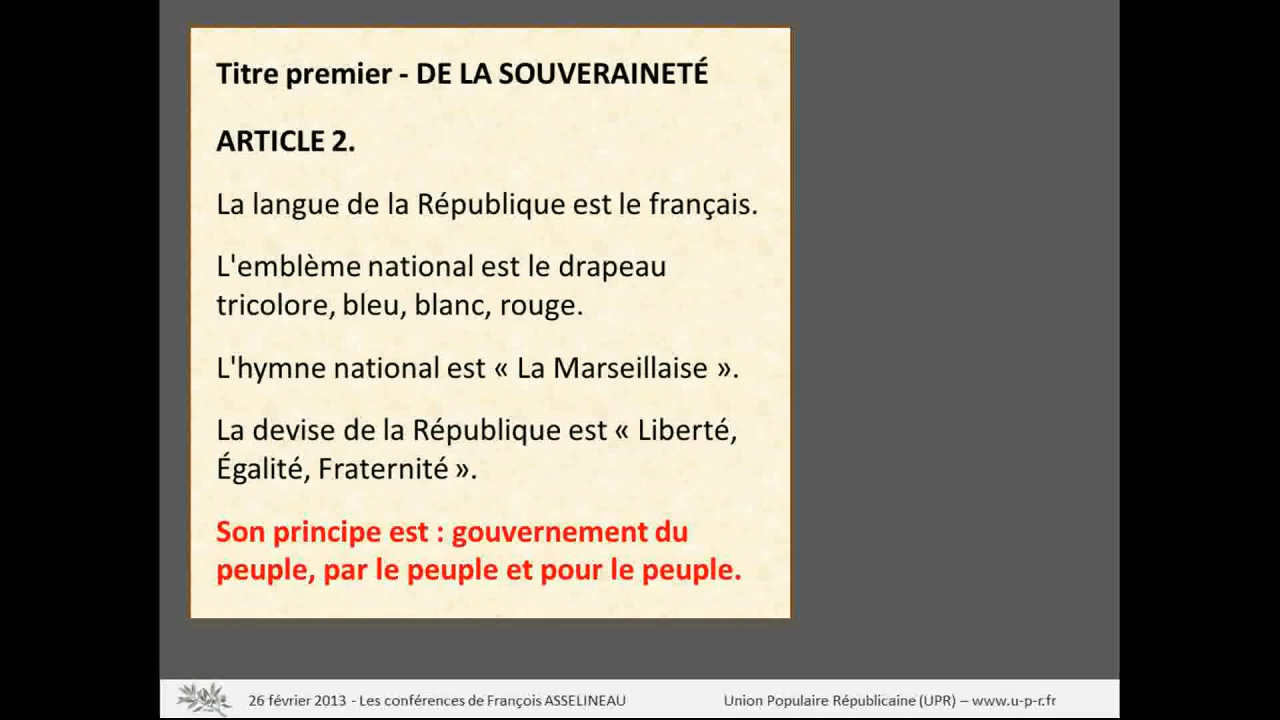 Titre premier - DE LA SOUVERAINETÉ
ARTICLE 2.
La langue de la République est le français.
L'emblème national est le drapeau
tricolore, bleu, blanc, rouge.
L'hymne national est « La Marseillaise ».
La devise de la République est « Liberté,
Égalité, Fraternité ».
Son principe est : gouvernement du
peuple, par le peuple et pour le peuple.
26 février 2013 - Les conférences de François ASSELINEAU
Union Populaire Républicaine (UPR) – www.u-p-r.fr